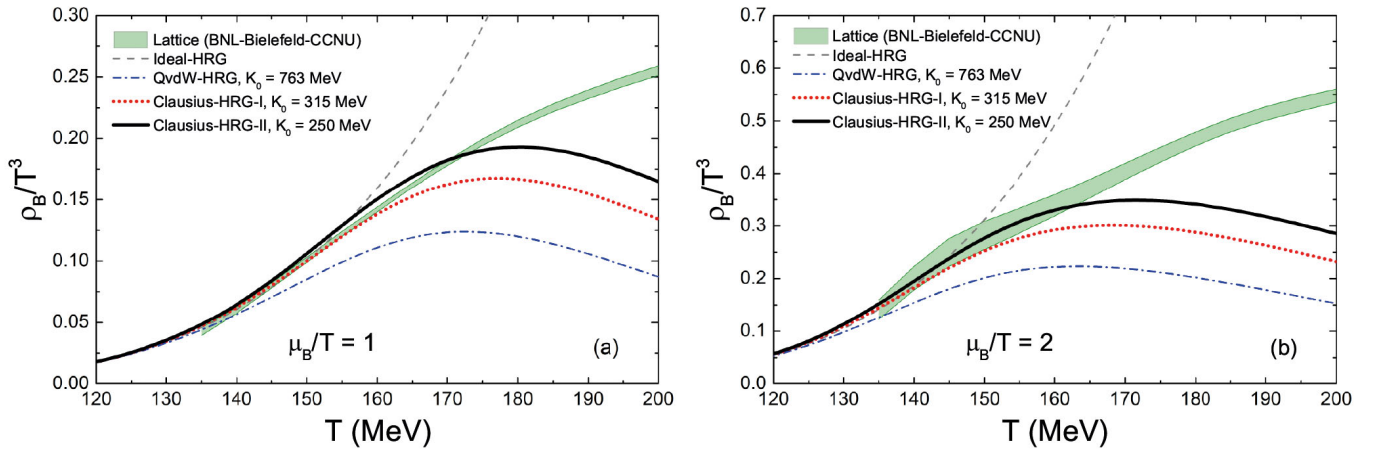 0.30
0.25
0.20
0.15
0.10
0.05
0.00
ρ_B/T³
Lattice (BNL-Bielefeld-CCNU)
Ideal-HRG
QvdW-HRG, K₀ = 763 MeV
Clausius-HRG-I, K₀ = 315 MeV
Clausius-HRG-II, K₀ = 250 MeV
μ_B/T = 1
(a)
120 130 140 150 160 170 180 190 200
T (MeV)
0.7
0.6
0.5
0.4
0.3
0.2
0.1
0.0
ρ_B/T³
Lattice (BNL-Bielefeld-CCNU)
Ideal-HRG
QvdW-HRG, K₀ = 763 MeV
Clausius-HRG-I, K₀ = 315 MeV
Clausius-HRG-II, K₀ = 250 MeV
μ_B/T = 2
(b)
120 130 140 150 160 170 180 190 200
T (MeV)